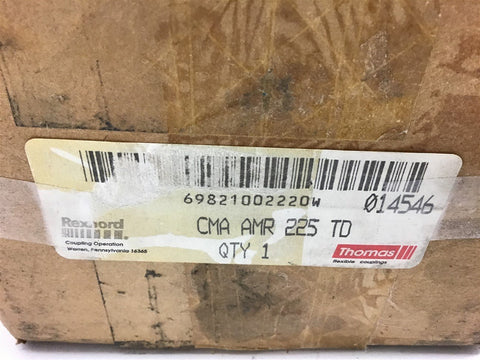 69821002220W
014546
Rexnord
CMA AMR 225 TD
Coupling Operation
Warren, Pennsylvania 16365
QTY 1
Thomas
flexible couplings